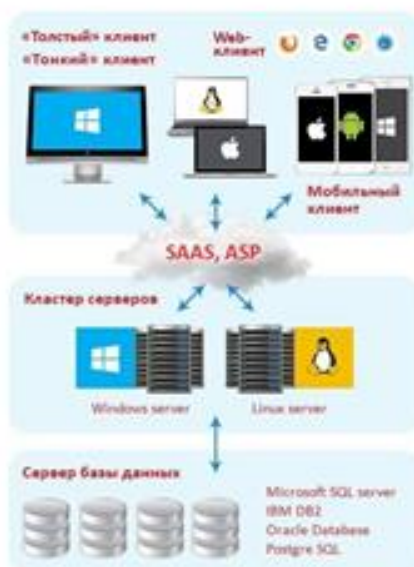 «Толстый» клиент
«Тонкий» клиент
Web-
клиент
Мобильный
клиент
SAAS, ASP
Кластер серверов
Windows server
Linux server
Сервер базы данных
Microsoft SQL server
IBM DB2
Oracle Database
Postgre SQL